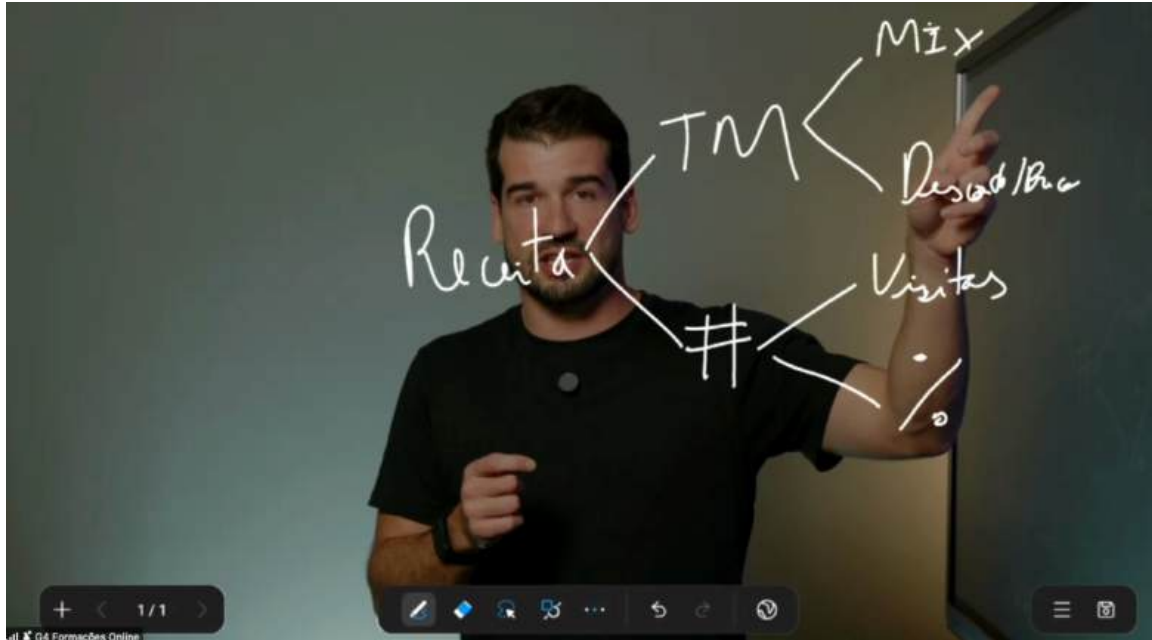 Mix
TM
Receita
Visitas
#
%
1/1
G4 Formações Online